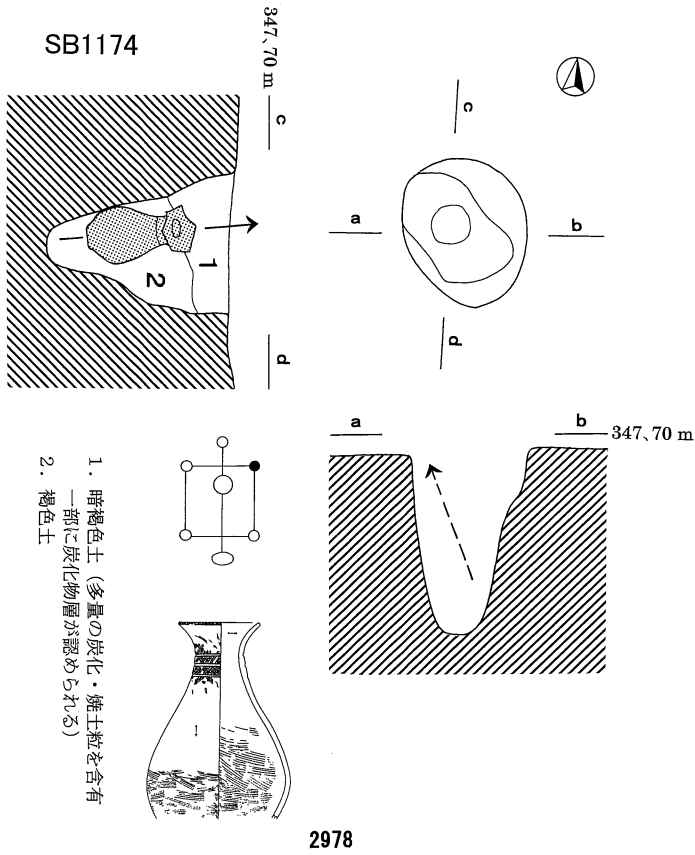 SB1174
347.70 m
c
d
1
2
c
a
b
d
a
b
347.70 m
1. 暗褐色土（多量の炭化・焼土粒を含有
一部に炭化物層が認められる）
2. 褐色土
2978